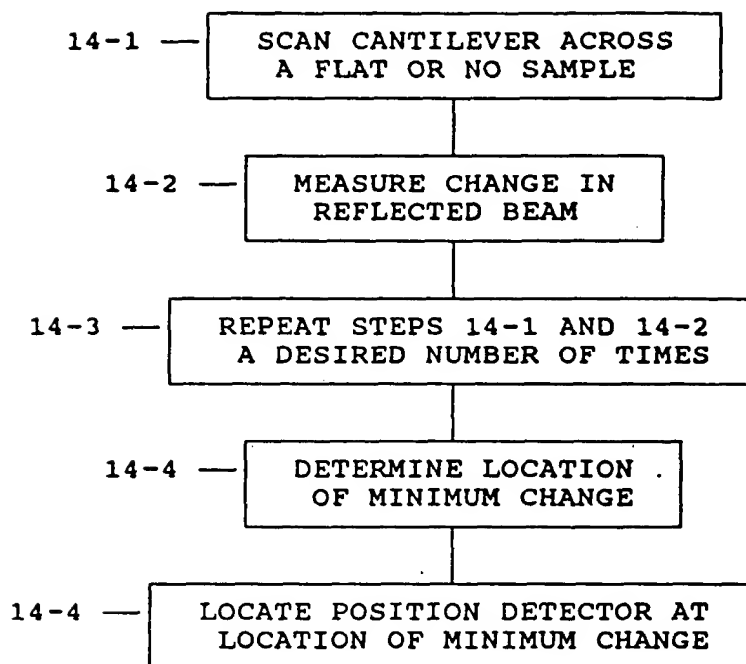 14-1
SCAN CANTILEVER ACROSS
A FLAT OR NO SAMPLE
14-2
MEASURE CHANGE IN
REFLECTED BEAM
14-3
REPEAT STEPS 14-1 AND 14-2
A DESIRED NUMBER OF TIMES
14-4
DETERMINE LOCATION
OF MINIMUM CHANGE
14-4
LOCATE POSITION DETECTOR AT
LOCATION OF MINIMUM CHANGE